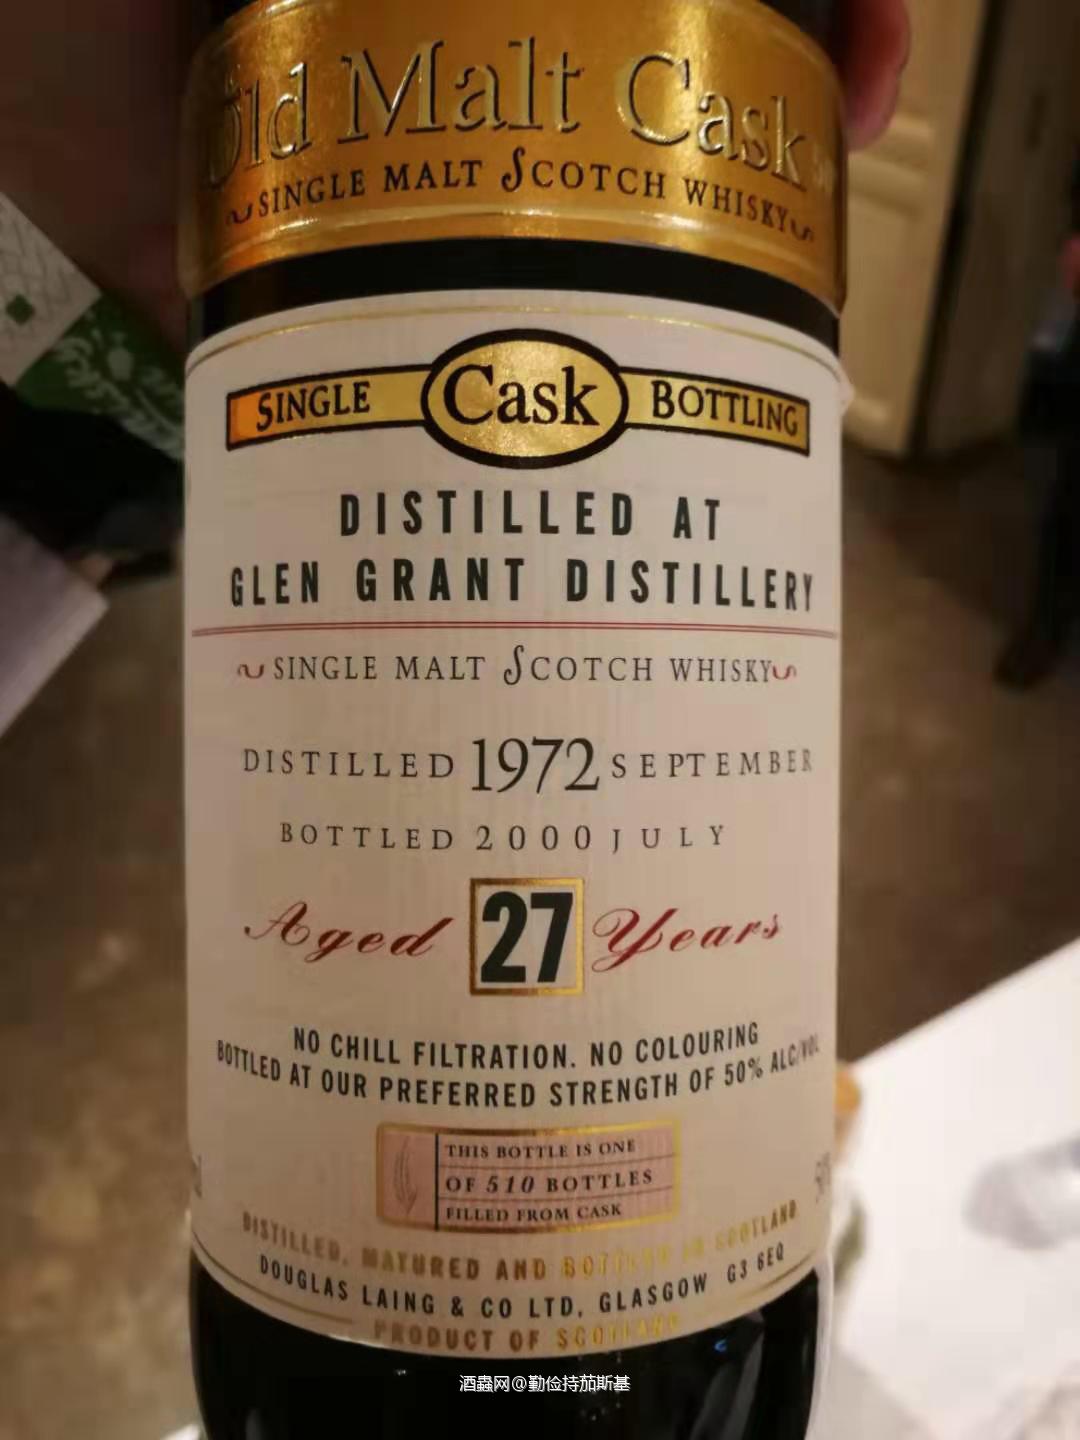 Old Malt Cask
SINGLE MALT SCOTCH WHISKY
SINGLE Cask BOTTLING
DISTILLED AT
GLEN GRANT DISTILLERY
SINGLE MALT SCOTCH WHISKY
DISTILLED 1972 SEPTEMBER
BOTTLED 2000 JULY
Aged 27 Years
NO CHILL FILTRATION. NO COLOURING
BOTTLED AT OUR PREFERRED STRENGTH OF 50% ALC/VOL
THIS BOTTLE IS ONE
OF 510 BOTTLES
FILLED FROM CASK
DISTILLED, MATURED AND BOTTLED IN SCOTLAND
DOUGLAS LAING & CO LTD, GLASGOW G3 6EQ
PRODUCT OF SCOTLAND
酒蟲网@勤俭持茄斯基